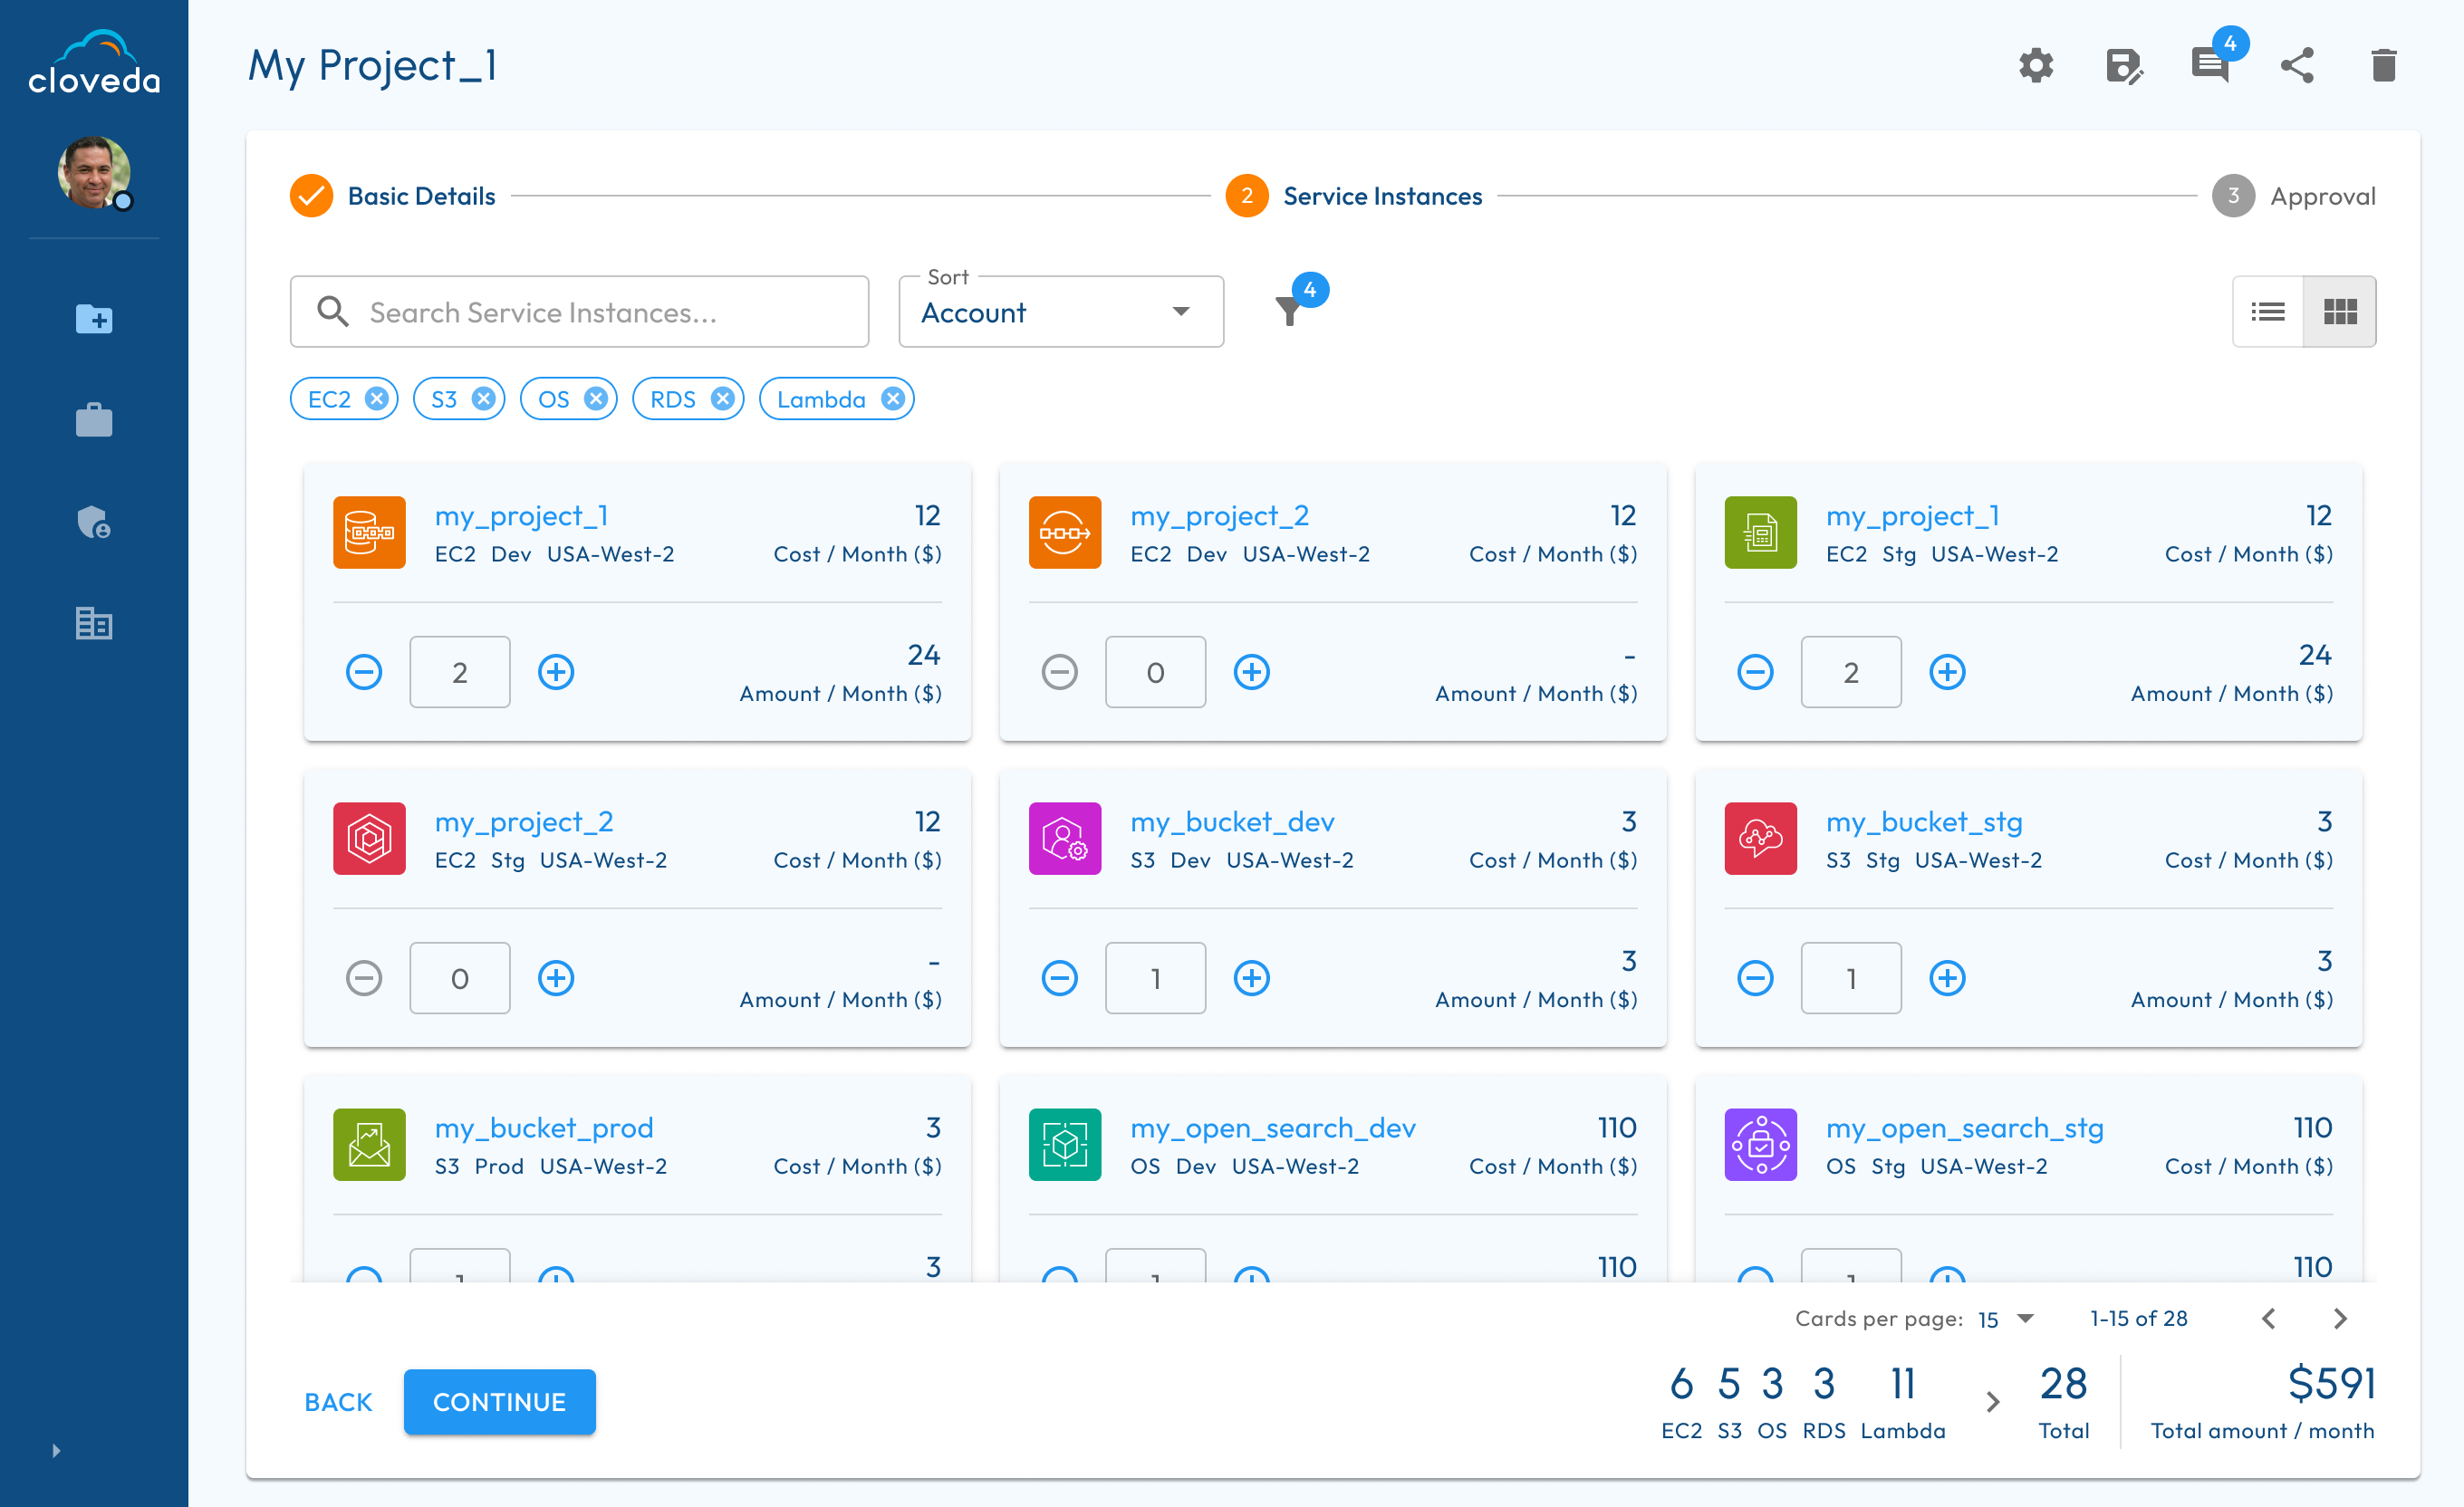 cloveda
My Project_1
4
Basic Details
2 Service Instances
3 Approval
Search Service Instances...
Sort
Account
4
EC2 S3 OS RDS Lambda
my_project_1 12
EC2 Dev USA-West-2 Cost / Month ($)
2 24
Amount / Month ($)
my_project_2 12
EC2 Dev USA-West-2 Cost / Month ($)
0 -
Amount / Month ($)
my_project_1 12
EC2 Stg USA-West-2 Cost / Month ($)
2 24
Amount / Month ($)
my_project_2 12
EC2 Stg USA-West-2 Cost / Month ($)
0 -
Amount / Month ($)
my_bucket_dev 3
S3 Dev USA-West-2 Cost / Month ($)
1 3
Amount / Month ($)
my_bucket_stg 3
S3 Stg USA-West-2 Cost / Month ($)
1 3
Amount / Month ($)
my_bucket_prod 3
S3 Prod USA-West-2 Cost / Month ($)
1 3
my_open_search_dev 110
OS Dev USA-West-2 Cost / Month ($)
1 110
my_open_search_stg 110
OS Stg USA-West-2 Cost / Month ($)
1 110
Cards per page: 15 1-15 of 28
BACK CONTINUE
6 5 3 3 11 28 $591
EC2 S3 OS RDS Lambda Total Total amount / month